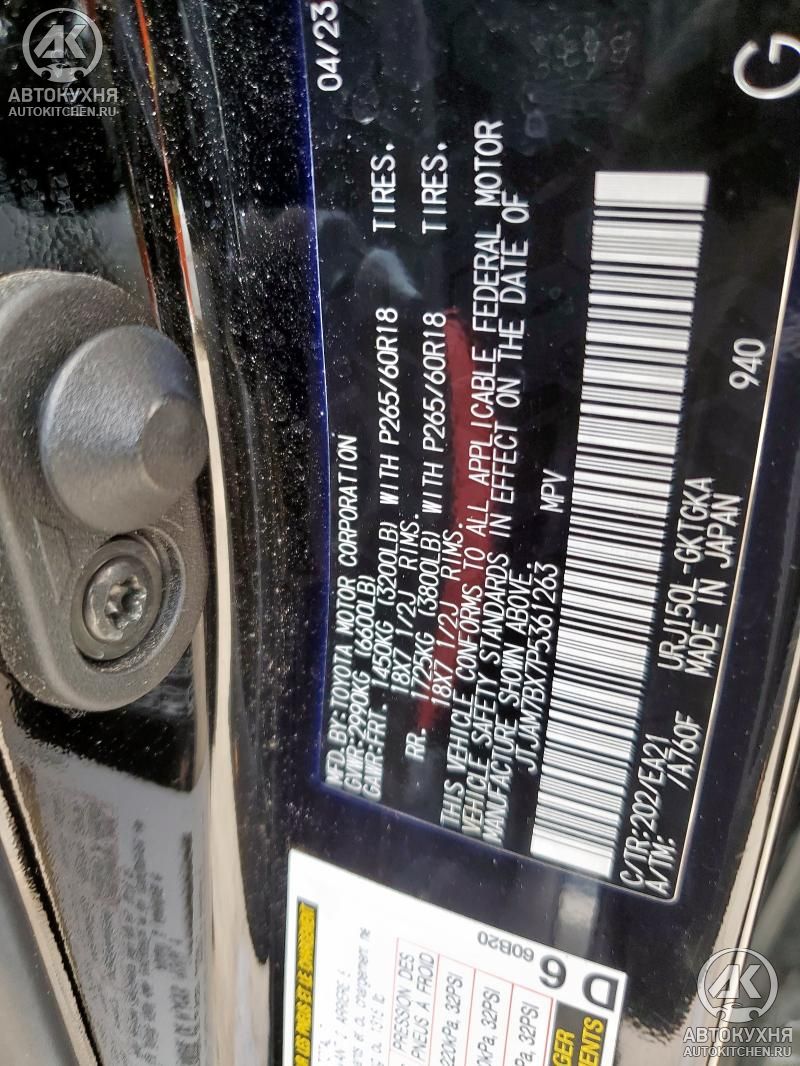 АВТОКУХНЯ
AUTOKITCHEN.RU
MFD. BY: TOYOTA MOTOR CORPORATION 04/23
GVWR: 2990KG (6600LB)
GAWR: FRT. 1450KG (3200LB) WITH P265/60R18 TIRES.
18X7 1/2J RIMS.
RR. 1725KG (3800LB) WITH P265/60R18 TIRES.
18X7 1/2J RIMS.
THIS VEHICLE CONFORMS TO ALL APPLICABLE FEDERAL MOTOR
VEHICLE SAFETY STANDARDS IN EFFECT ON THE DATE OF
MANUFACTURE SHOWN ABOVE.
JTJAM7BX7P5361263 MPV
C/TR: 202/EA21 URJ150L-GKTGKA 940
A/TM: /A760F MADE IN JAPAN
G
60B20
PRESSION DES
PNEUS À FROID
220kPa, 32PSI
kPa, 32PSI
32PSI
АВТОКУХНЯ
AUTOKITCHEN.RU